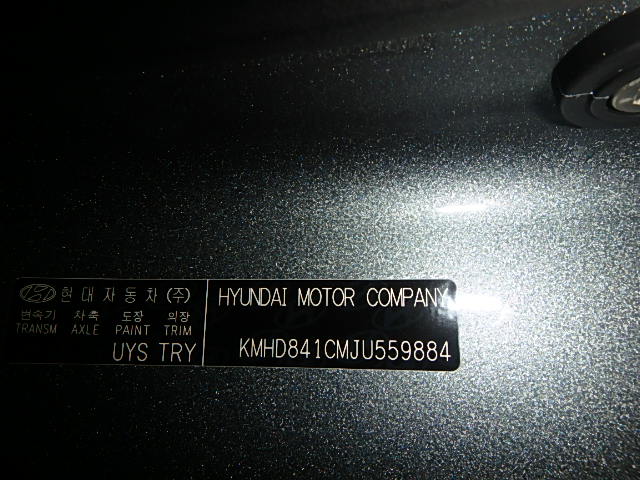 현대자동차(주)
변속기 차축 도장 의장
TRANSM AXLE PAINT TRIM
UYS TRY
HYUNDAI MOTOR COMPANY
KMHD841CMJU559884